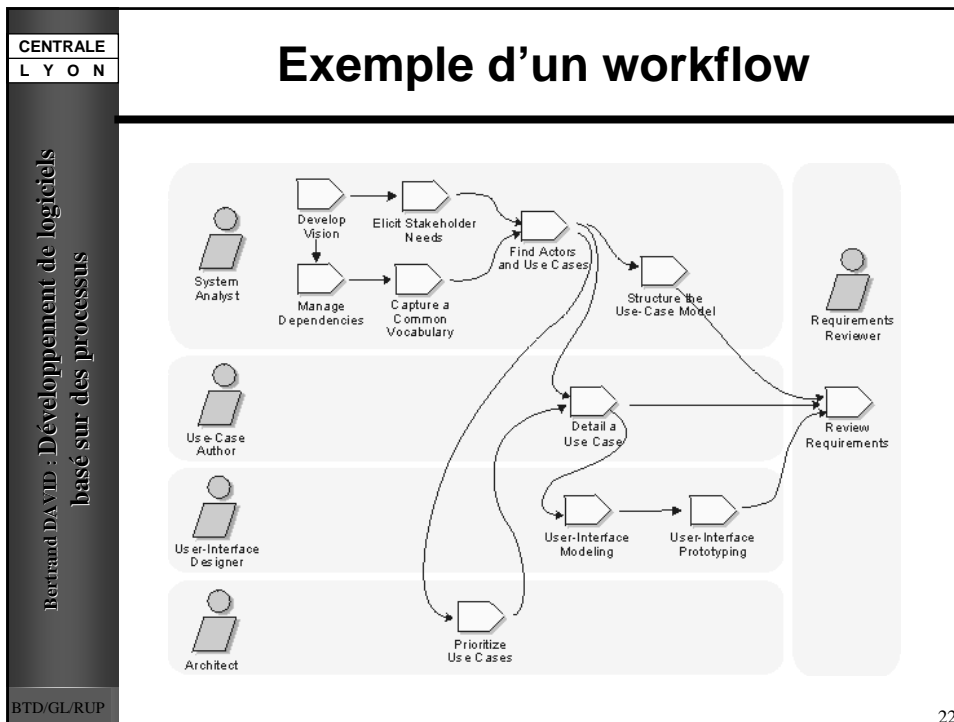 CENTRALE
L Y O N
Exemple d'un workflow
Bertrand DAVID : Développement de logiciels
basé sur des processus
System
Analyst
Develop
Vision
Elicit Stakeholder
Needs
Manage
Dependencies
Capture a
Common
Vocabulary
Find Actors
and Use Cases
Structure the
Use-Case Model
Requirements
Reviewer
Use-Case
Author
Detail a
Use Case
Review
Requirements
User-Interface
Designer
User-Interface
Modeling
User-Interface
Prototyping
Architect
Prioritize
Use Cases
BTD/GL/RUP
22